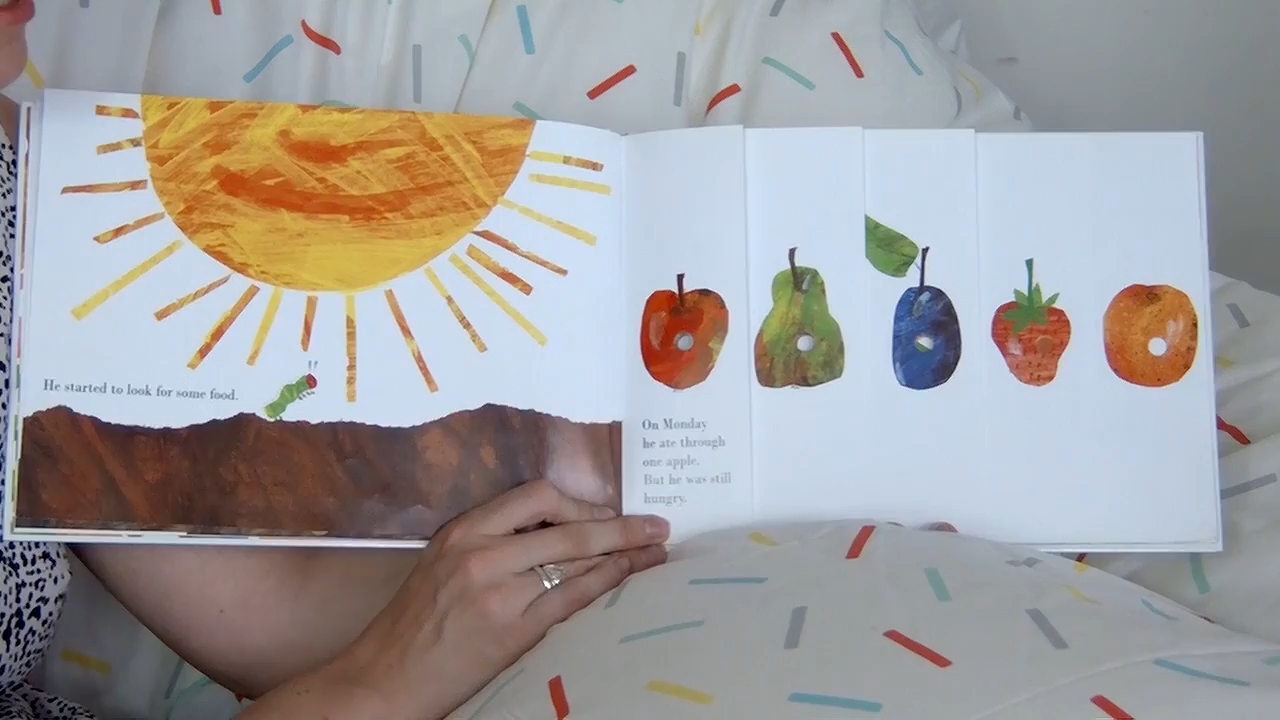 He started to look for some food.
On Monday
he ate through
one apple.
But he was still
hungry.